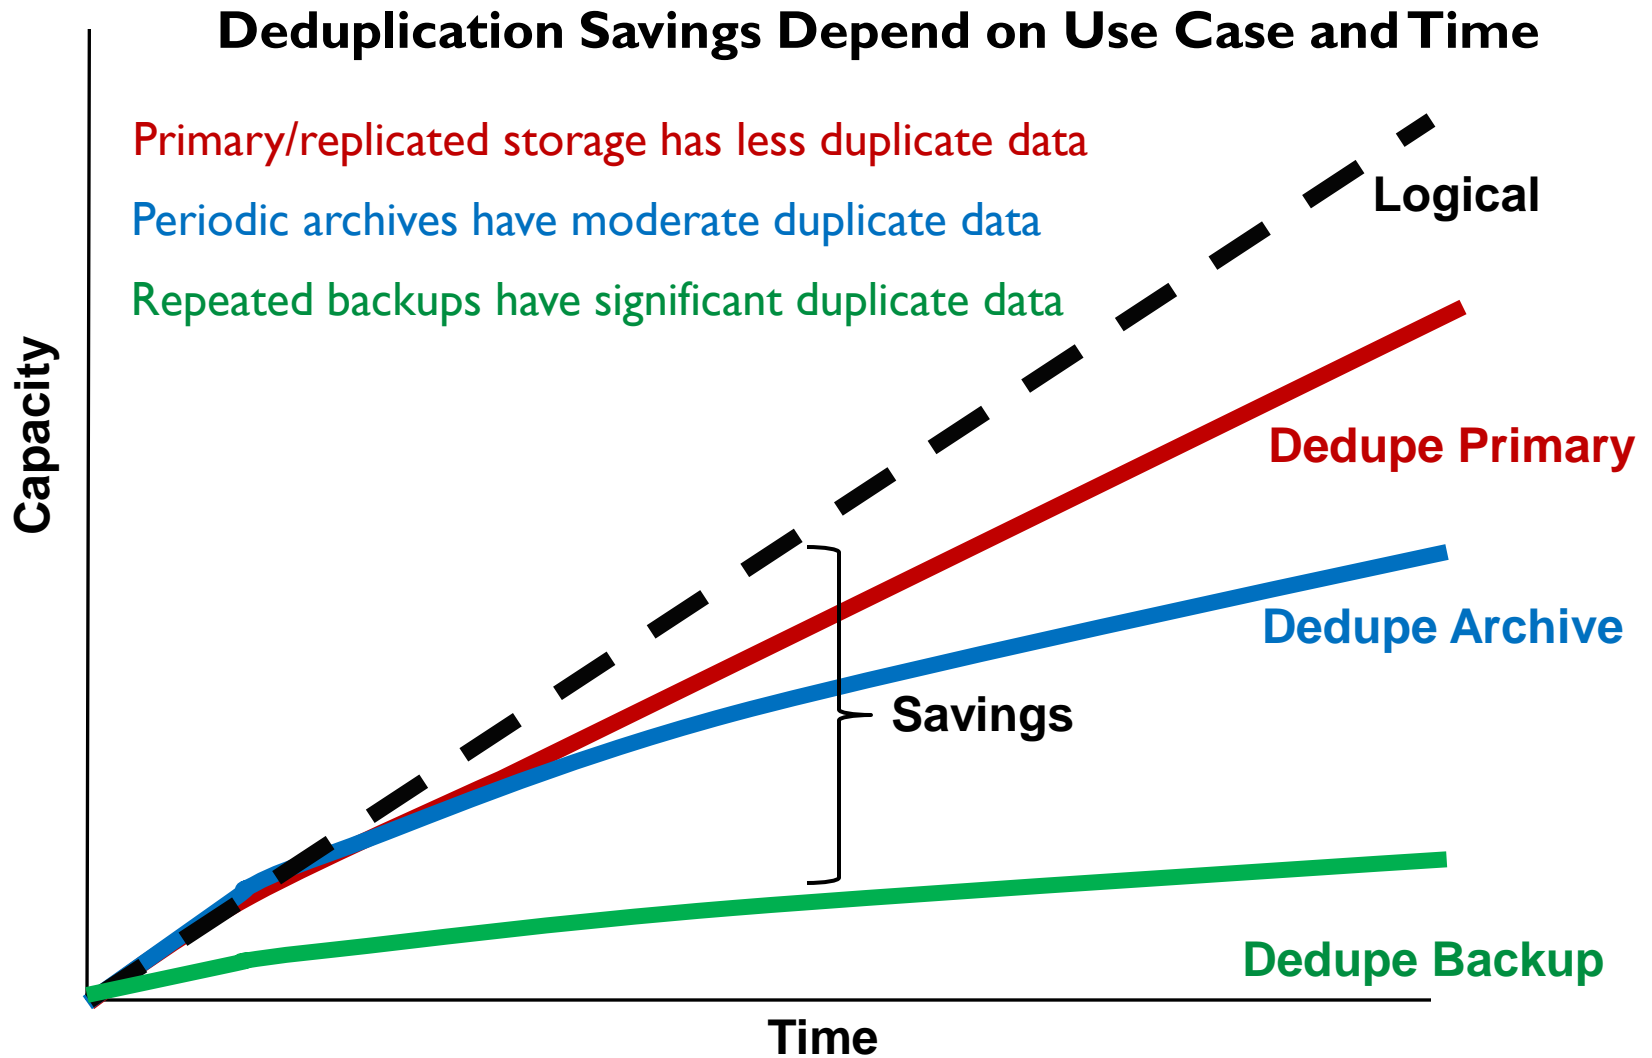 Deduplication Savings Depend on Use Case and Time
Primary/replicated storage has less duplicate data
Periodic archives have moderate duplicate data
Repeated backups have significant duplicate data
Logical
Capacity
Dedupe Primary
Dedupe Archive
Savings
Dedupe Backup
Time